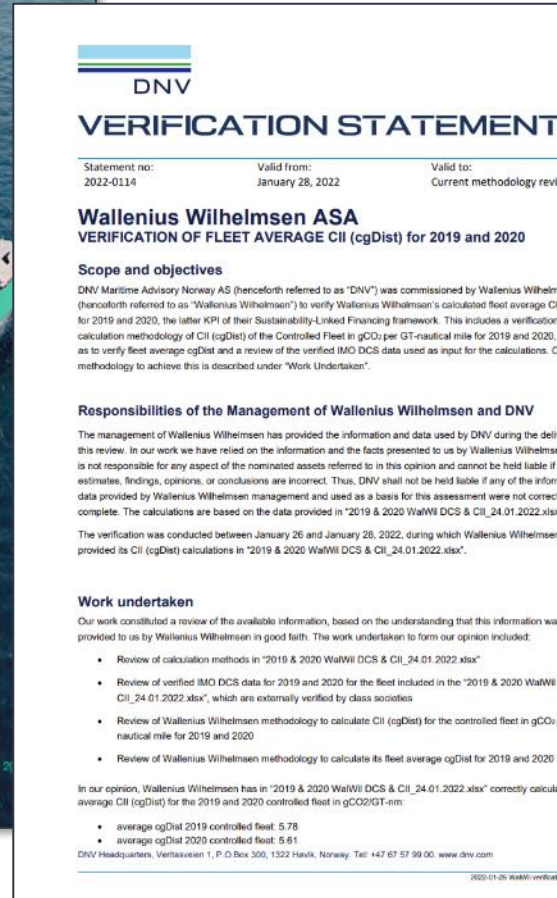 DNV
VERIFICATION STATEMENT
Statement no:
2022-0114
Valid from:
January 28, 2022
Valid to:
Current methodology revi
Wallenius Wilhelmsen ASA
VERIFICATION OF FLEET AVERAGE CII (cgDist) for 2019 and 2020
Scope and objectives
DNV Maritime Advisory Norway AS (henceforth referred to as "DNV") was commissioned by Wallenius Wilhelm
(henceforth referred to as "Wallenius Wilhelmsen") to verify Wallenius Wilhelmsen's calculated fleet average CI
for 2019 and 2020, the latter KPI of their Sustainability-Linked Financing framework. This includes a verification
calculation methodology of CII (cgDist) of the Controlled Fleet in gCO₂ per GT-nautical mile for 2019 and 2020,
as to verify fleet average cgDist and a review of the verified IMO DCS data used as input for the calculations. O
methodology to achieve this is described under "Work Undertaken".
Responsibilities of the Management of Wallenius Wilhelmsen and DNV
The management of Wallenius Wilhelmsen has provided the information and data used by DNV during the deli
this review. In our work we have relied on the information and the facts presented to us by Wallenius Wilhelmse
is not responsible for any aspect of the nominated assets referred to in this opinion and cannot be held liable if
estimates, findings, opinions, or conclusions are incorrect. Thus, DNV shall not be held liable if any of the inform
data provided by Wallenius Wilhelmsen management and used as a basis for this assessment were not correct
complete. The calculations are based on the data provided in "2019 & 2020 WalWil DCS & CII_24.01.2022.xlsx
The verification was conducted between January 26 and January 28, 2022, during which Wallenius Wilhelmsen
provided its CII (cgDist) calculations in "2019 & 2020 WalWil DCS & CII_24.01.2022.xlsx".
Work undertaken
Our work constituted a review of the available information, based on the understanding that this information wa
provided to us by Wallenius Wilhelmsen in good faith. The work undertaken to form our opinion included:
• Review of calculation methods in "2019 & 2020 WalWil DCS & CII_24.01.2022.xlsx"
• Review of verified IMO DCS data for 2019 and 2020 for the fleet included in the "2019 & 2020 WalWil
CII_24.01.2022.xlsx", which are externally verified by class societies
• Review of Wallenius Wilhelmsen methodology to calculate CII (cgDist) for the controlled fleet in gCO₂
nautical mile for 2019 and 2020
• Review of Wallenius Wilhelmsen methodology to calculate its fleet average cgDist for 2019 and 2020
In our opinion, Wallenius Wilhelmsen has in "2019 & 2020 WalWil DCS & CII_24.01.2022.xlsx" correctly calcula
average CII (cgDist) for the 2019 and 2020 controlled fleet in gCO2/GT-nm:
• average cgDist 2019 controlled fleet: 5.78
• average cgDist 2020 controlled fleet: 5.61
DNV Headquarters, Veritasveien 1, P.O.Box 300, 1322 Høvik, Norway. Tel: +47 67 57 99 00. www.dnv.com
2022-01-26 WalWil verificat